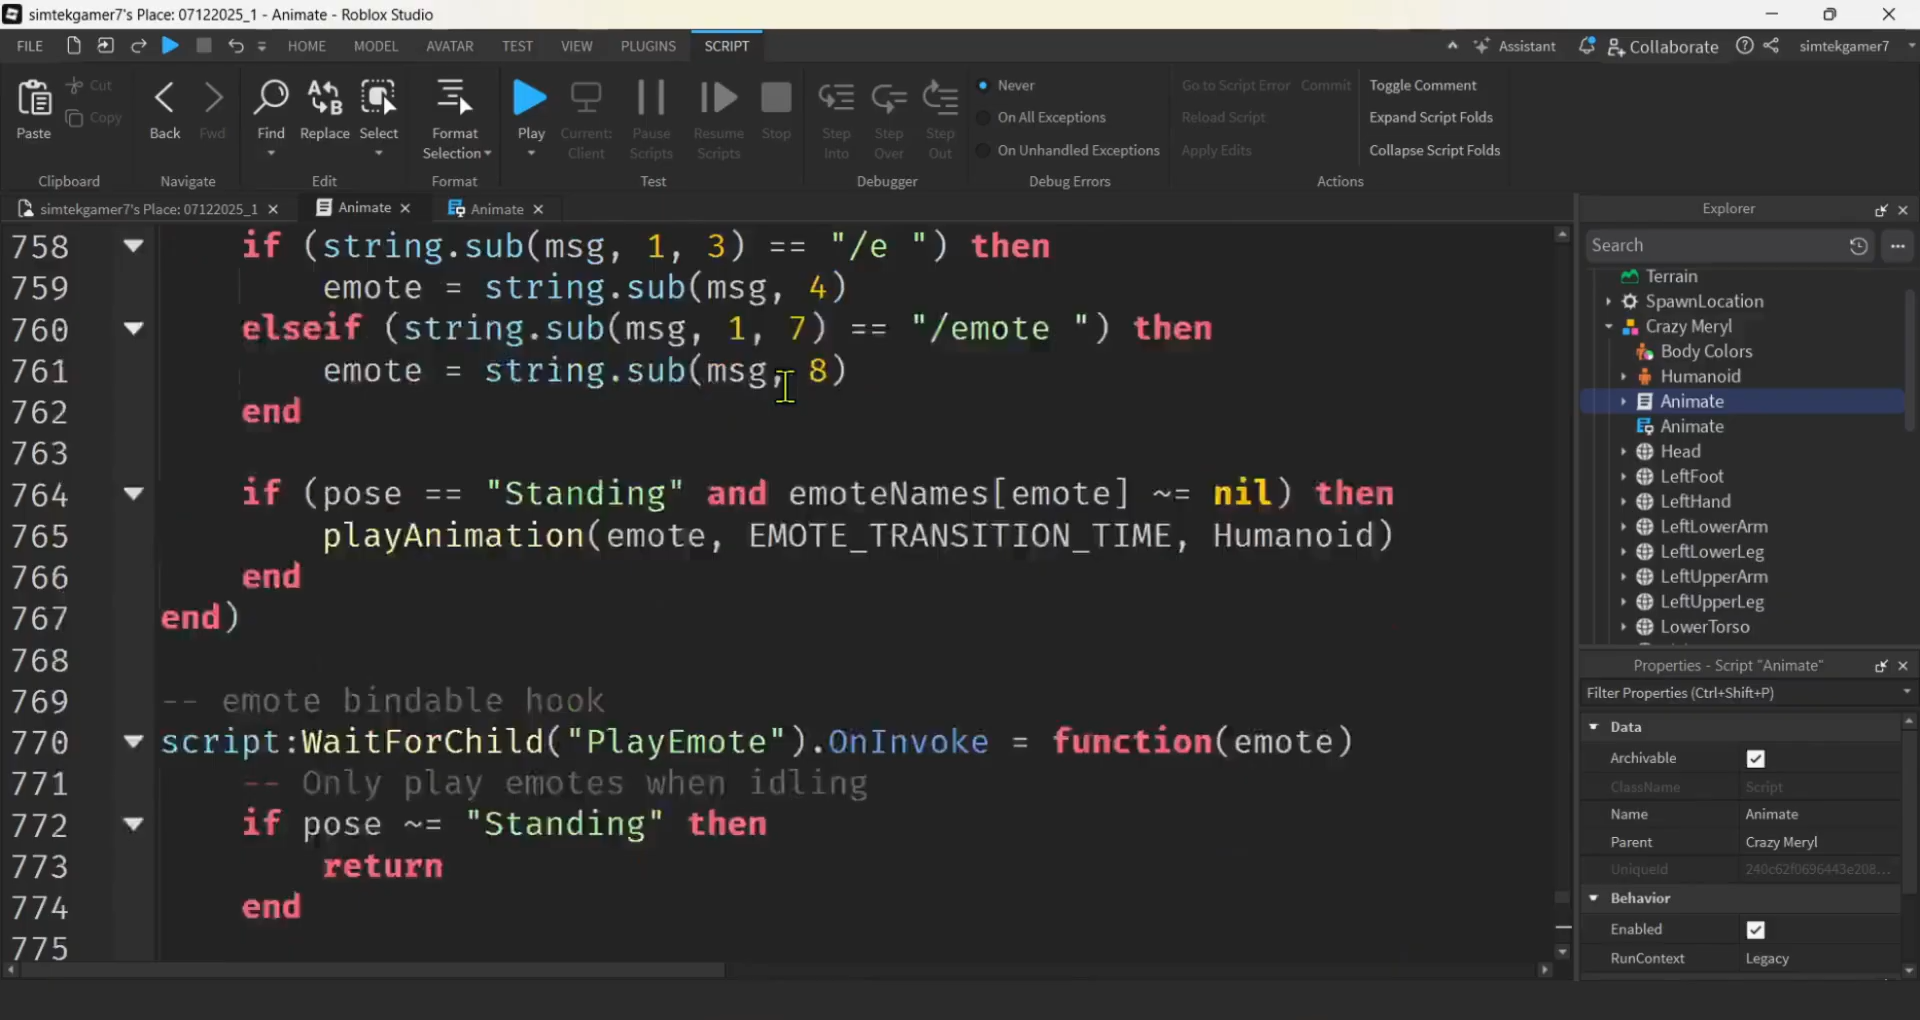 simtekgamer7's Place: 07122025_1 - Animate - Roblox Studio
FILE HOME MODEL AVATAR TEST VIEW PLUGINS SCRIPT Assistant Collaborate simtekgamer7
Paste
Cut
Copy
Clipboard
Back
Fwd
Navigate
Find
Replace
Select
Edit
Format
Selection
Format
Play
Current:
Client
Pause
Scripts
Resume
Scripts
Stop
Test
Step
Into
Step
Over
Step
Out
Debugger
Never
On All Exceptions
On Unhandled Exceptions
Debug Errors
Go to Script Error
Commit
Reload Script
Apply Edits
Toggle Comment
Expand Script Folds
Collapse Script Folds
Actions
simtekgamer7's Place: 07122025_1
Animate
Animate
758 if (string.sub(msg, 1, 3) == "/e ") then
759 emote = string.sub(msg, 4)
760 elseif (string.sub(msg, 1, 7) == "/emote ") then
761 emote = string.sub(msg, 8)
762 end
763
764 if (pose == "Standing" and emoteNames[emote] ~= nil) then
765 playAnimation(emote, EMOTE_TRANSITION_TIME, Humanoid)
766 end
767 end)
768
769 -- emote bindable hook
770 script:WaitForChild("PlayEmote").OnInvoke = function(emote)
771 -- Only play emotes when idling
772 if pose ~= "Standing" then
773 return
774 end
775
Explorer
Search
Terrain
SpawnLocation
Crazy Meryl
Body Colors
Humanoid
Animate
Animate
Head
LeftFoot
LeftHand
LeftLowerArm
LeftLowerLeg
LeftUpperArm
LeftUpperLeg
LowerTorso
Properties - Script "Animate"
Filter Properties (Ctrl+Shift+P)
Data
Archivable
ClassName Script
Name Animate
Parent Crazy Meryl
UniqueId 240c62f0696443e208...
Behavior
Enabled
RunContext Legacy